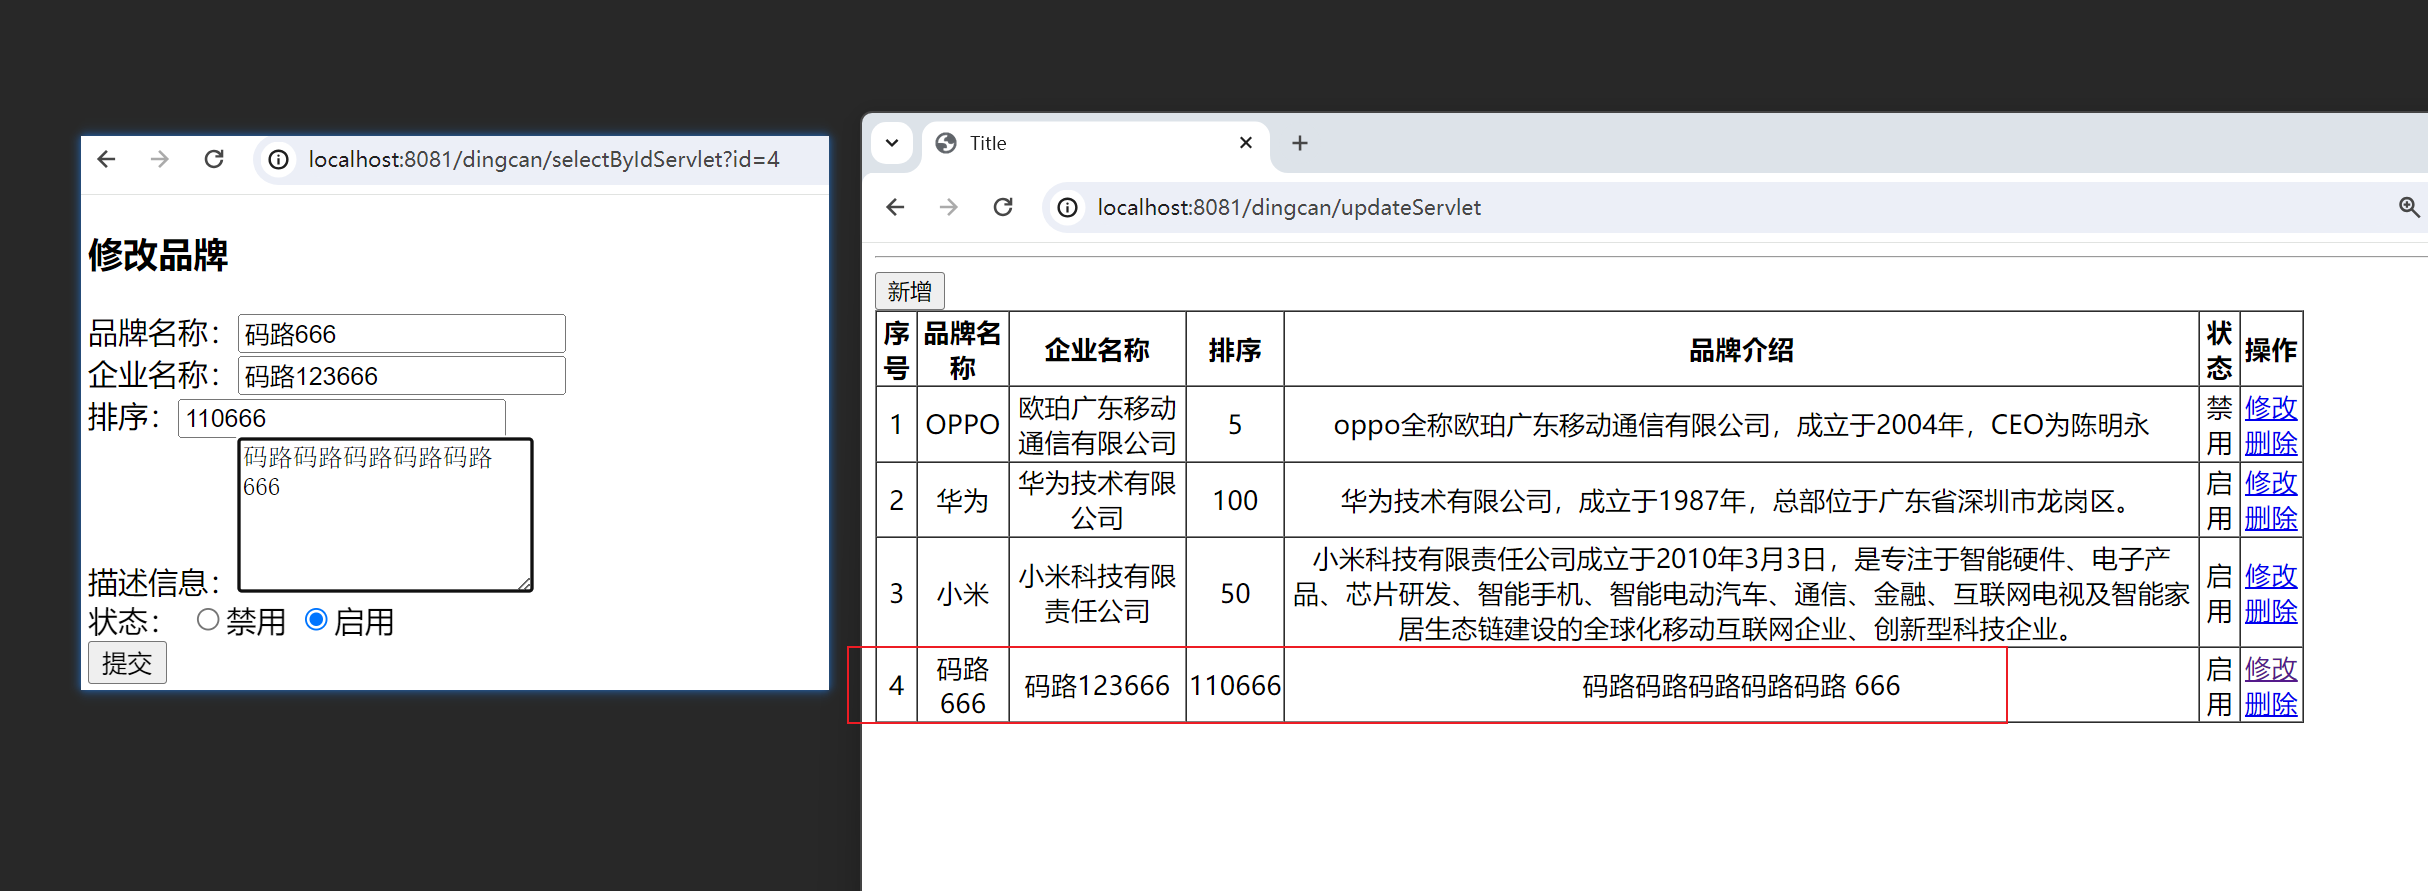 localhost:8081/dingcan/selectByIdServlet?id=4
修改品牌
品牌名称：码路666
企业名称：码路123666
排序：110666
码路码路码路码路码路
666
描述信息：
状态： 禁用 启用
提交
Title
localhost:8081/dingcan/updateServlet
新增
序号 品牌名称 企业名称 排序 品牌介绍 状态 操作
1 OPPO 欧珀广东移动通信有限公司 5 oppo全称欧珀广东移动通信有限公司，成立于2004年，CEO为陈明永 禁用 修改 删除
2 华为 华为技术有限公司 100 华为技术有限公司，成立于1987年，总部位于广东省深圳市龙岗区。 启用 修改 删除
3 小米 小米科技有限责任公司 50 小米科技有限责任公司成立于2010年3月3日，是专注于智能硬件、电子产品、芯片研发、智能手机、智能电动汽车、通信、金融、互联网电视及智能家居生态链建设的全球化移动互联网企业、创新型科技企业。 启用 修改 删除
4 码路666 码路123666 110666 码路码路码路码路码路 666 启用 修改 删除